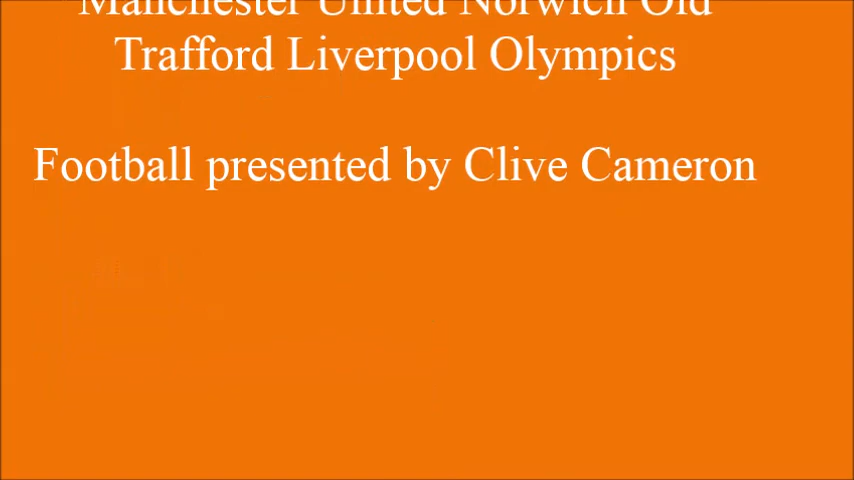 Manchester United Norwich Old
Trafford Liverpool Olympics
Football presented by Clive Cameron